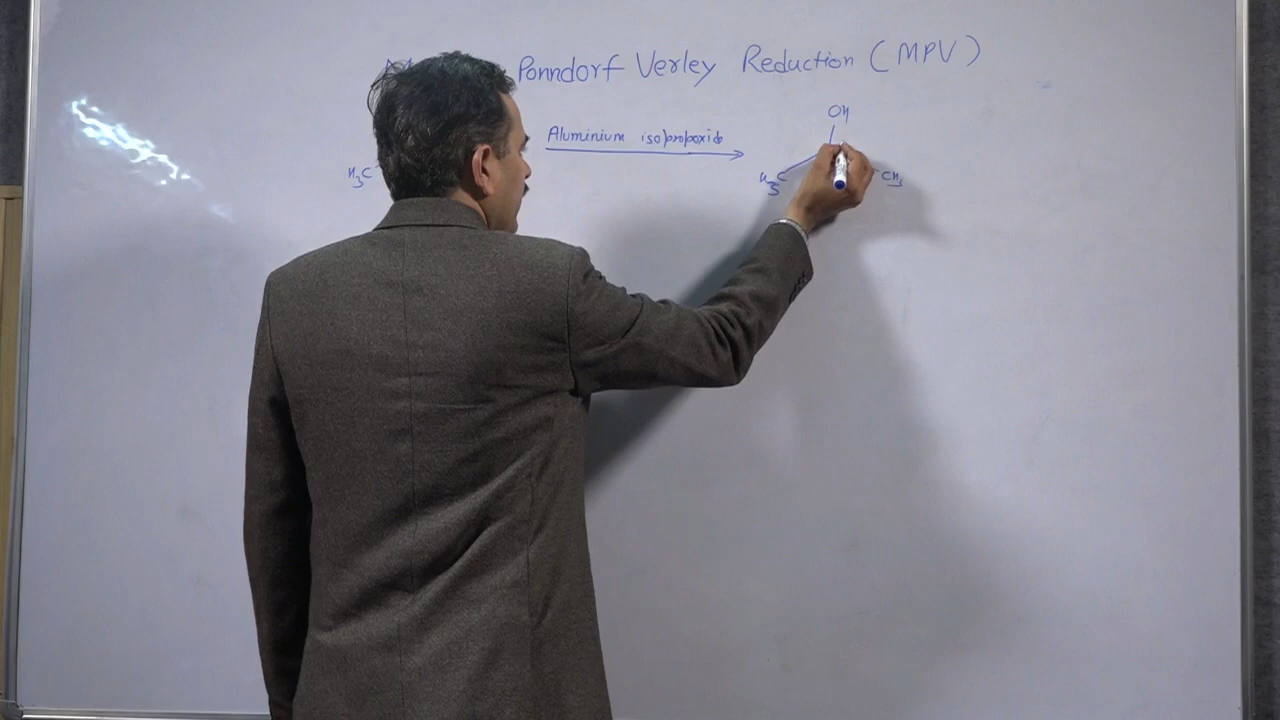 Ponndorf Verley Reduction (MPV)
OH
Aluminium isopropoxide
H3C
H3C
CH3